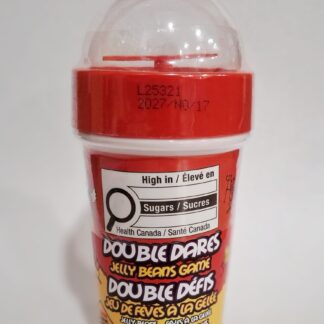 L25321
2027/NO/17
High in / Élevé en
Sugars / Sucres
Health Canada / Santé Canada
DOUBLE DARES
JELLY BEANS GAME
DOUBLE DÉFIS
JEU DE FÈVES À LA GELÉE